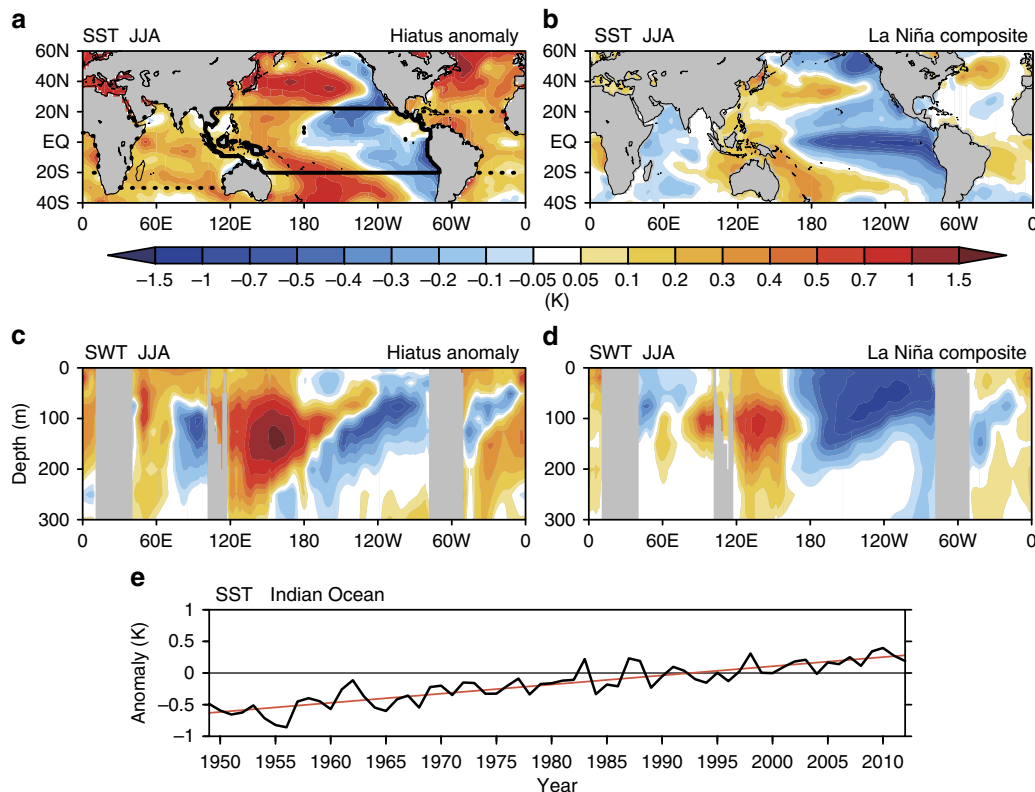 a
b
SST JJA
Hiatus anomaly
SST JJA
La Niña composite
60N
40N
20N
EQ
20S
40S
60N
40N
20N
EQ
20S
40S
0 60E 120E 180 120W 60W 0
0 60E 120E 180 120W 60W 0
−1.5 −1 −0.7 −0.5 −0.4 −0.3 −0.2 −0.1 −0.05 0.05 0.1 0.2 0.3 0.4 0.5 0.7 1 1.5
(K)
c
d
SWT JJA
Hiatus anomaly
SWT JJA
La Niña composite
Depth (m)
0
100
200
300
0
100
200
300
0 60E 120E 180 120W 60W 0
0 60E 120E 180 120W 60W 0
e
SST Indian Ocean
Anomaly (K)
1
0.5
0
−0.5
−1
1950 1955 1960 1965 1970 1975 1980 1985 1990 1995 2000 2005 2010
Year